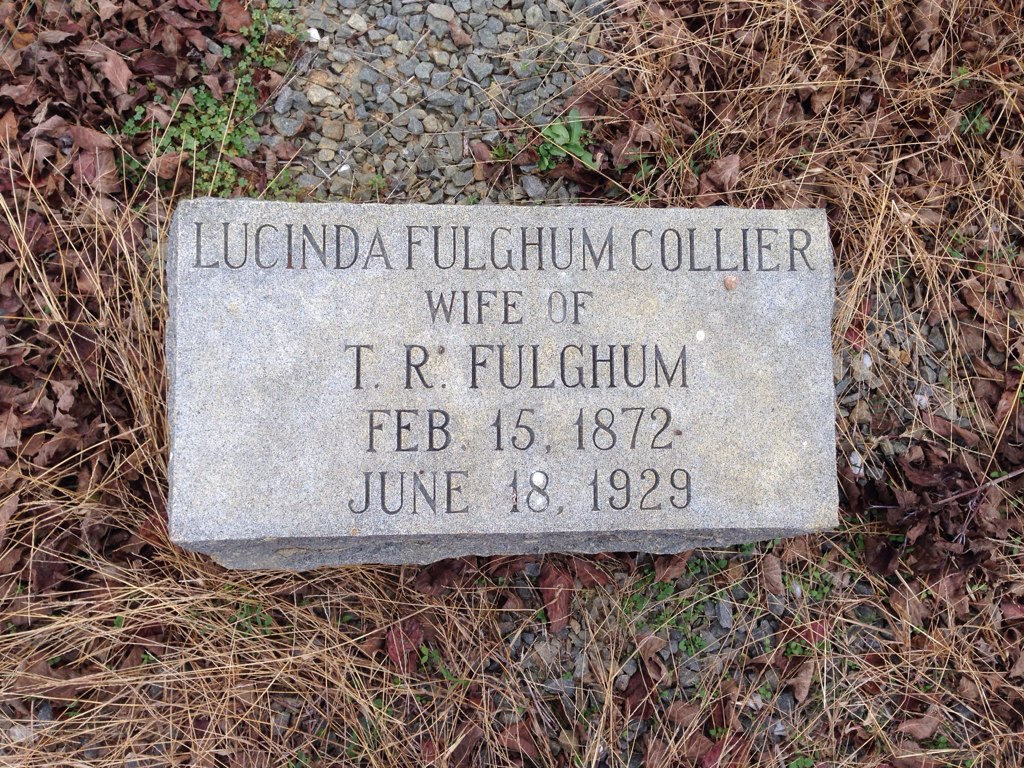 LUCINDA FULGHUM COLLIER
WIFE OF
T. R. FULGHUM
FEB. 15, 1872
JUNE 18, 1929